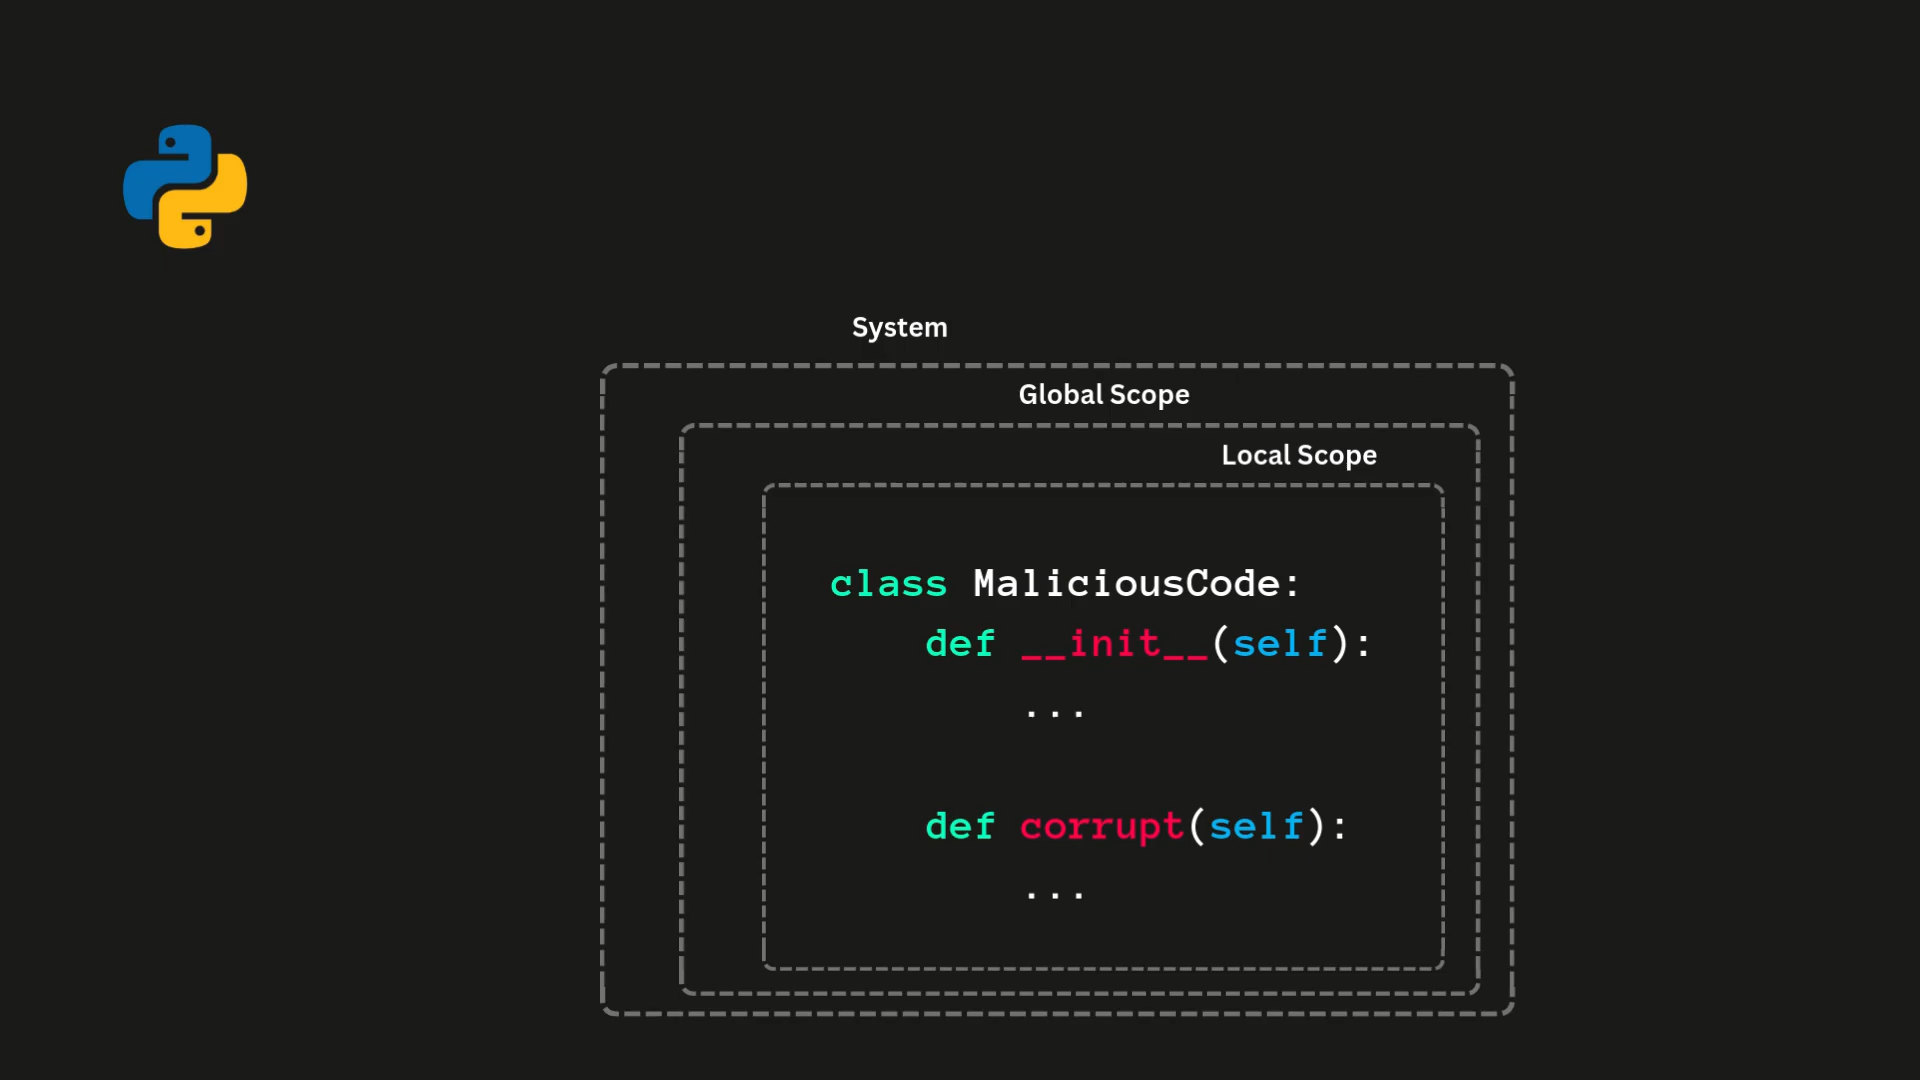 System
Global Scope
Local Scope
class MaliciousCode:
def __init__(self):
...
def corrupt(self):
...